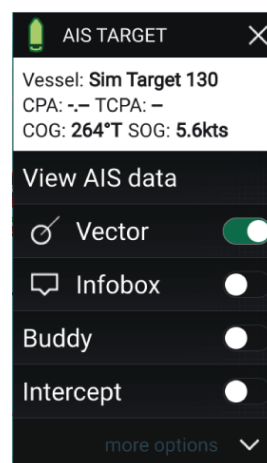 AIS TARGET
Vessel: Sim Target 130
CPA: -.– TCPA: –
COG: 264°T SOG: 5.6kts
View AIS data
Vector
Infobox
Buddy
Intercept
more options